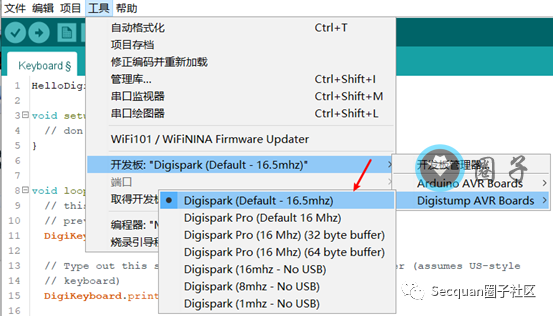 文件 编辑 项目 工具 帮助
自动格式化 Ctrl+T
项目存档
修正编码并重新加载
管理库... Ctrl+Shift+I
串口监视器 Ctrl+Shift+M
串口绘图器 Ctrl+Shift+L
WiFi101 / WiFiNINA Firmware Updater
开发板: "Digispark (Default - 16.5mhz)"
端口
取得开发板
编程器: "M
烧录引导程
开发板管理器...
Arduino AVR Boards
Digistump AVR Boards
Digispark (Default - 16.5mhz)
Digispark Pro (Default 16 Mhz)
Digispark Pro (16 Mhz) (32 byte buffer)
Digispark Pro (16 Mhz) (64 byte buffer)
Digispark (16mhz - No USB)
Digispark (8mhz - No USB)
Digispark (1mhz - No USB)
Keyboard §
1 HelloDigi
2
3 void setu
4 // don
5 }
6
7
8 void loop
9 // thi
10 // prev
11 DigiKey
12
13 // Type out this s er (assumes US-style
14 // keyboard)
15 DigiKeyboard.print
16
圈子
Secquan圈子社区